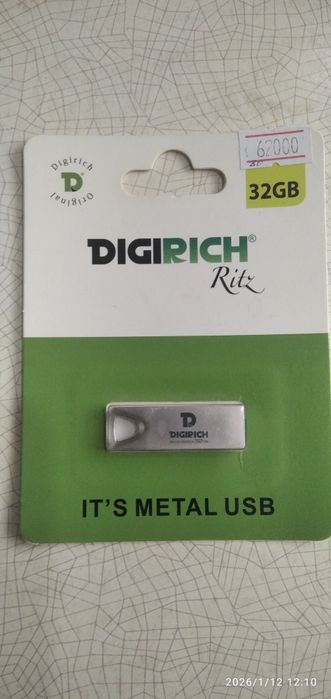 Digirich
D
Original
62000
32GB
DIGIRICH®
Ritz
D
DIGIRICH
IT'S METAL USB
2026/1/12 12:10